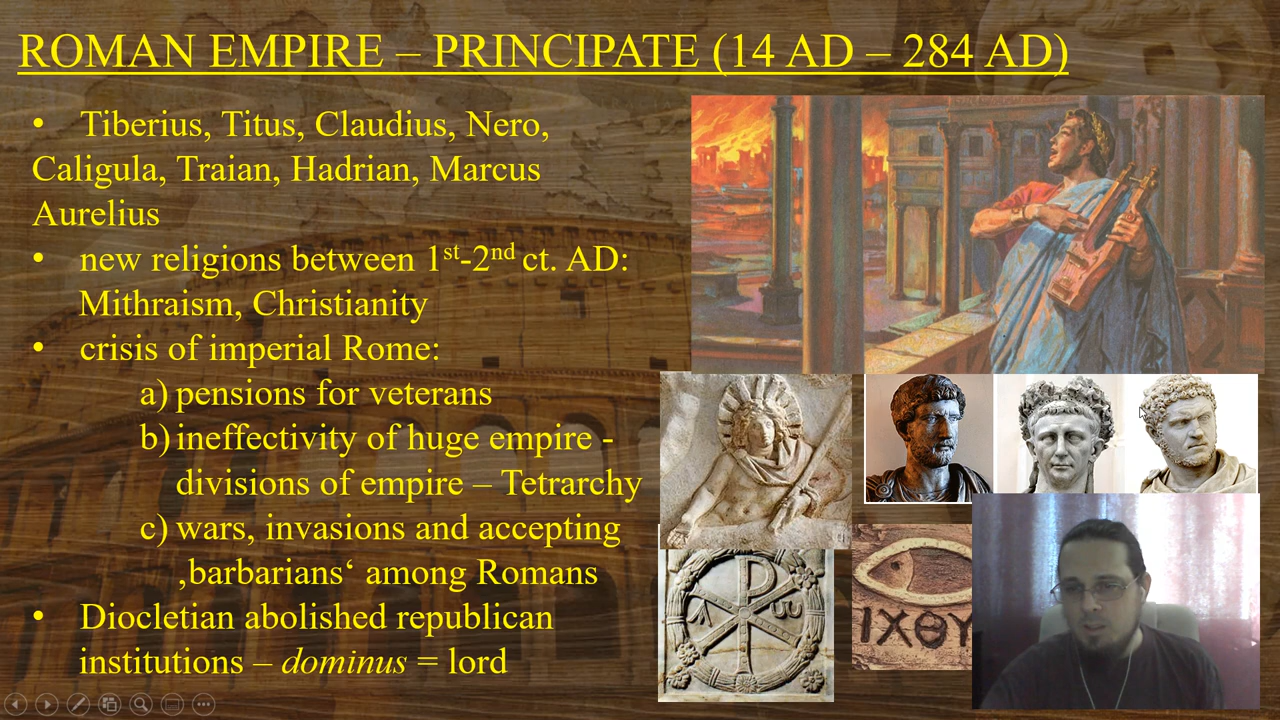 ROMAN EMPIRE – PRINCIPATE (14 AD – 284 AD)
• Tiberius, Titus, Claudius, Nero,
Caligula, Traian, Hadrian, Marcus
Aurelius
• new religions between 1st-2nd ct. AD:
Mithraism, Christianity
• crisis of imperial Rome:
a) pensions for veterans
b) ineffectivity of huge empire -
divisions of empire – Tetrarchy
c) wars, invasions and accepting
‚barbarians‘ among Romans
• Diocletian abolished republican
institutions – dominus = lord
ΙΧΘΥ